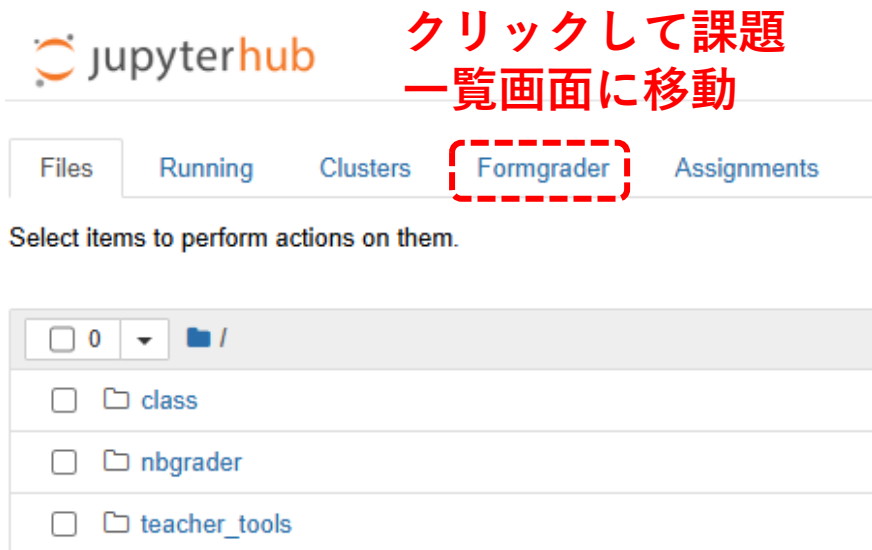 jupyterhub
クリックして課題
一覧画面に移動
Files Running Clusters Formgrader Assignments
Select items to perform actions on them.
0 /
class
nbgrader
teacher_tools